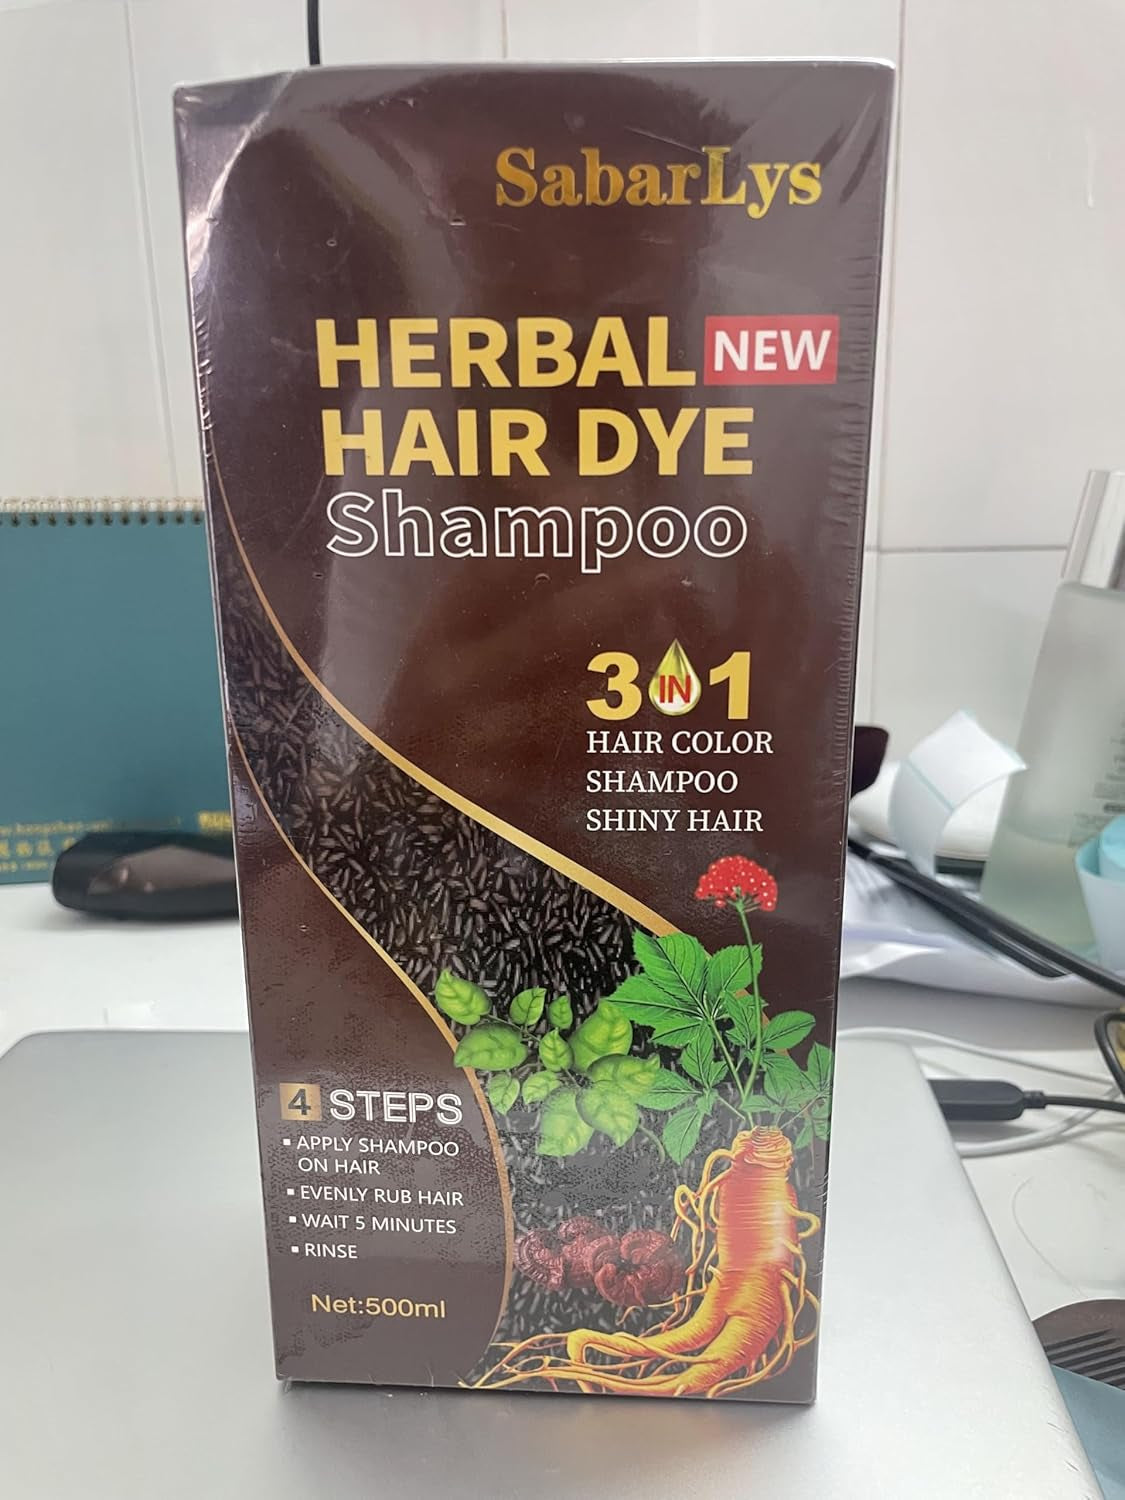 SabarLys
HERBAL NEW
HAIR DYE
Shampoo
3 IN 1
HAIR COLOR
SHAMPOO
SHINY HAIR
4 STEPS
▪ APPLY SHAMPOO
ON HAIR
▪ EVENLY RUB HAIR
▪ WAIT 5 MINUTES
▪ RINSE
Net:500ml